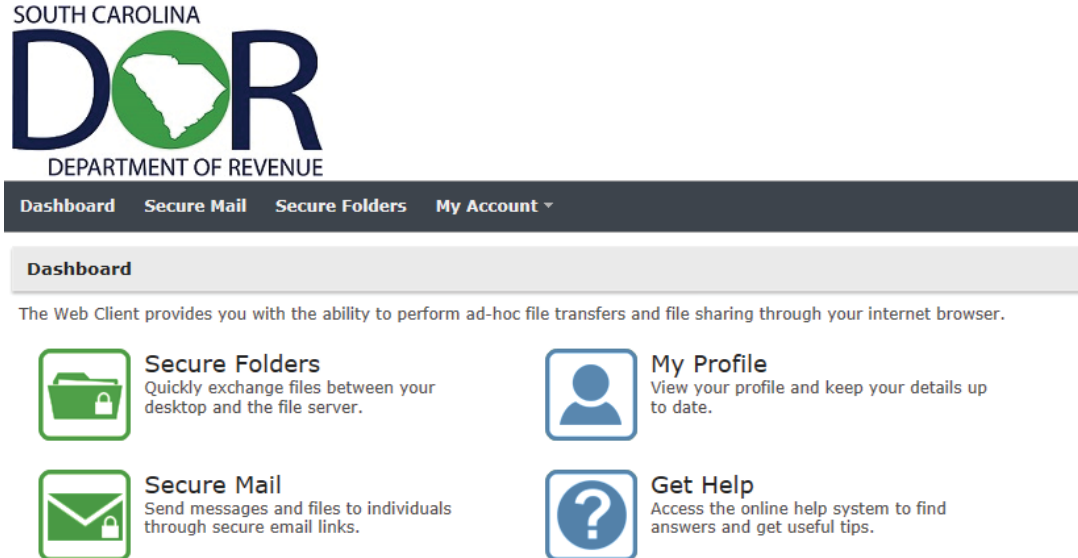 SOUTH CAROLINA
DOR
DEPARTMENT OF REVENUE
Dashboard Secure Mail Secure Folders My Account
Dashboard
The Web Client provides you with the ability to perform ad-hoc file transfers and file sharing through your internet browser.
Secure Folders
Quickly exchange files between your
desktop and the file server.
My Profile
View your profile and keep your details up
to date.
Secure Mail
Send messages and files to individuals
through secure email links.
?
Get Help
Access the online help system to find
answers and get useful tips.